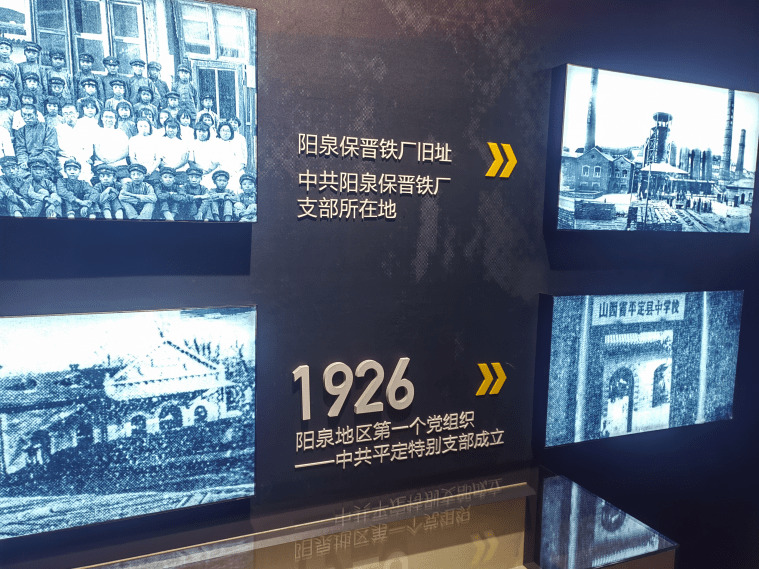 阳泉保晋铁厂旧址
中共阳泉保晋铁厂
支部所在地
1926
阳泉地区第一个党组织
——中共平定特别支部成立
山西省平定县中学校